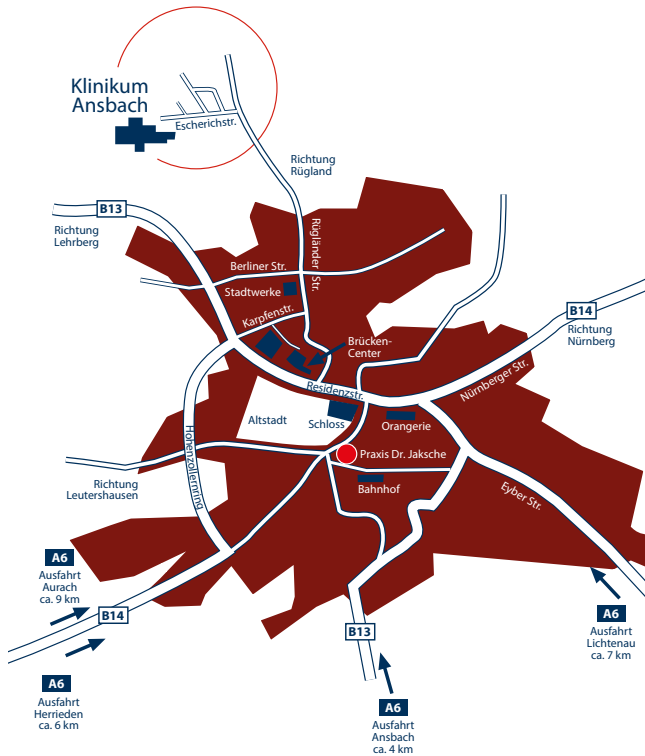 Klinikum
Ansbach
Escherichstr.
Richtung
Rügland
B13
Richtung
Lehrberg
Rügländer Str.
Berliner Str.
Stadtwerke
Karpfenstr.
B14
Richtung
Nürnberg
Brücken-
Center
Nürnberger Str.
Residenzstr.
Altstadt
Schloss
Orangerie
Hohenzollernring
Praxis Dr. Jaksche
Richtung
Leutershausen
Bahnhof
Eyber Str.
A6
Ausfahrt
Aurach
ca. 9 km
B14
B13
A6
Ausfahrt
Lichtenau
ca. 7 km
A6
Ausfahrt
Herrieden
ca. 6 km
A6
Ausfahrt
Ansbach
ca. 4 km